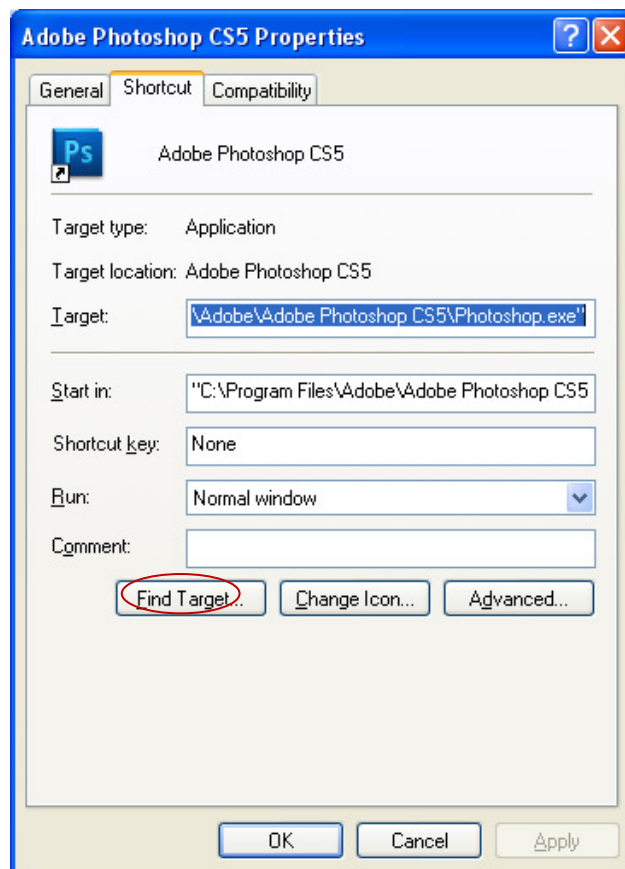 Adobe Photoshop CS5 Properties
General Shortcut Compatibility
Ps Adobe Photoshop CS5
Target type: Application
Target location: Adobe Photoshop CS5
Target: \Adobe\Adobe Photoshop CS5\Photoshop.exe"
Start in: "C:\Program Files\Adobe\Adobe Photoshop CS5
Shortcut key: None
Run: Normal window
Comment:
Find Target... Change Icon... Advanced...
OK Cancel Apply